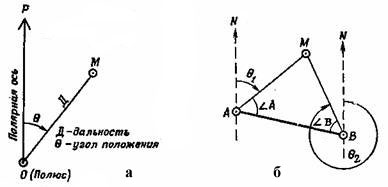 P
Полярная ось
θ
Д
M
Д-дальность
θ-угол положения
O (Полюс)
а
N
N
M
θ₁
A
∠A
∠B
B
θ₂
б